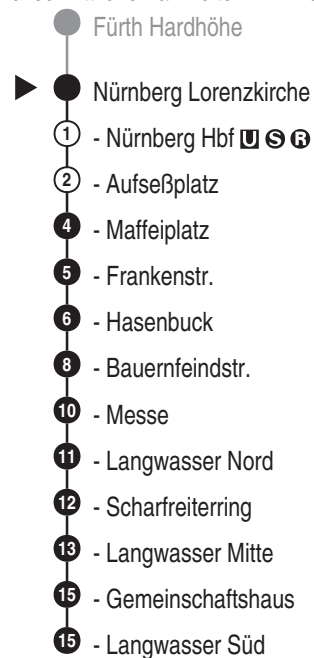 Fürth Hardhöhe
Nürnberg Lorenzkirche
1 - Nürnberg Hbf U S R
2 - Aufseßplatz
4 - Maffeiplatz
5 - Frankenstr.
6 - Hasenbuck
8 - Bauernfeindstr.
10 - Messe
11 - Langwasser Nord
12 - Scharfreiterring
13 - Langwasser Mitte
15 - Gemeinschaftshaus
15 - Langwasser Süd